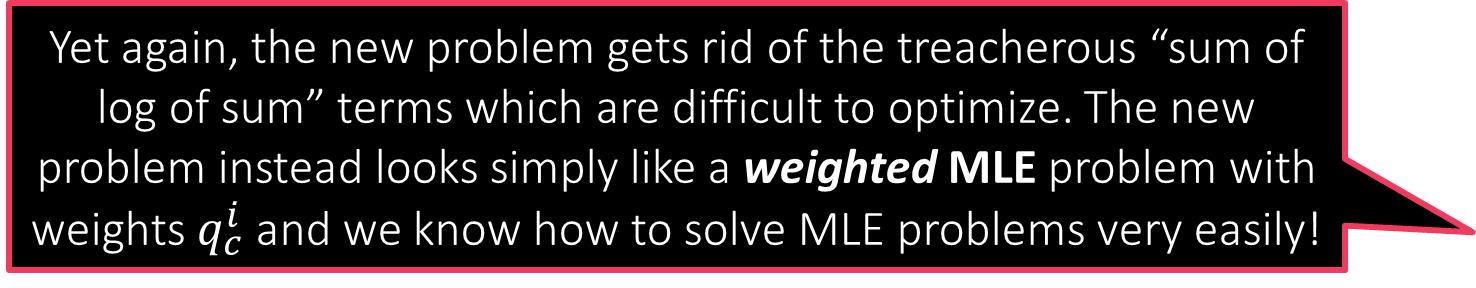 Yet again, the new problem gets rid of the treacherous “sum of
log of sum” terms which are difficult to optimize. The new
problem instead looks simply like a weighted MLE problem with
weights $q_c^i$ and we know how to solve MLE problems very easily!